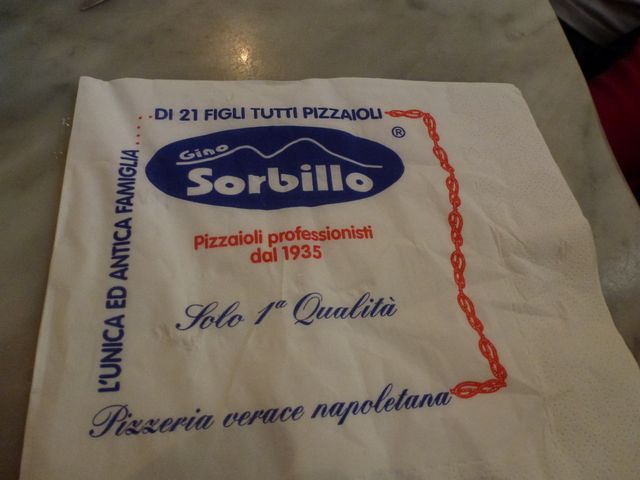 L'UNICA ED ANTICA FAMIGLIA....
DI 21 FIGLI TUTTI PIZZAIOLI
®
Gino
Sorbillo
Pizzaioli professionisti
dal 1935
Solo 1ª Qualità
Pizzeria verace napoletana